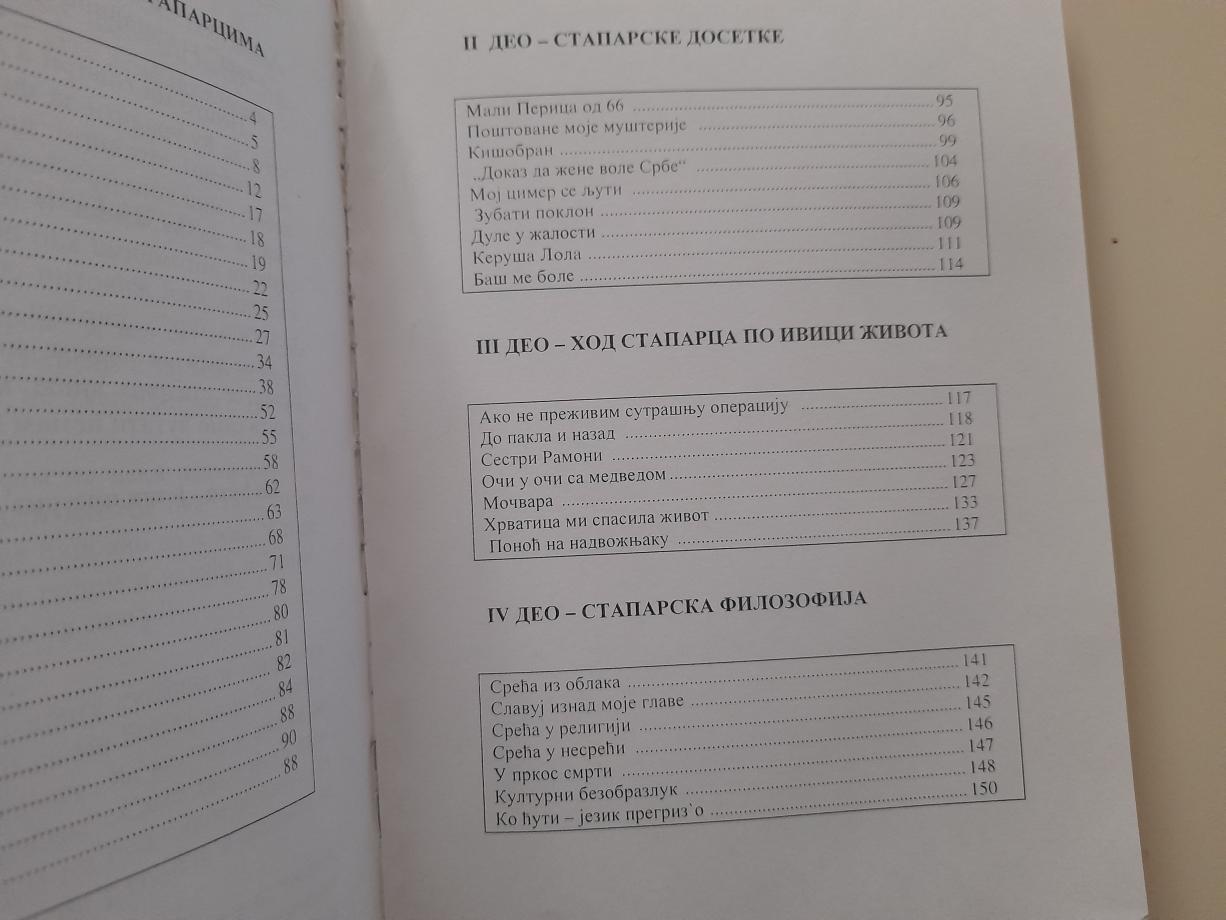 СТАПАРЦИМА
4
5
8
12
17
18
19
22
25
27
34
38
52
55
58
62
63
68
71
78
80
81
82
84
88
90
88
II ДЕО – СТАПАРСКЕ ДОСЕТКЕ
Мали Перица од 66 ........ 95
Поштоване моје муштерије ........ 96
Кишобран ........ 99
„Доказ да жене воле Србе“ ........ 104
Мој цимер се љути ........ 106
Зубати поклон ........ 109
Дуле у жалости ........ 109
Керуша Лола ........ 111
Баш ме боле ........ 114
III ДЕО – ХОД СТАПАРЦА ПО ИВИЦИ ЖИВОТА
Ако не преживим сутрашњу операцију ........ 117
До пакла и назад ........ 118
Сестри Рамони ........ 121
Очи у очи са медведом ........ 123
Мочвара ........ 127
Хрватица ми спасила живот ........ 133
Поноћ на надвожњаку ........ 137
IV ДЕО – СТАПАРСКА ФИЛОЗОФИЈА
Срећа из облака ........ 141
Славуј изнад моје главе ........ 142
Срећа у религији ........ 145
Срећа у несрећи ........ 146
У пркос смрти ........ 147
Културни безобразлук ........ 148
Ко ћути – језик прегриз`о ........ 150